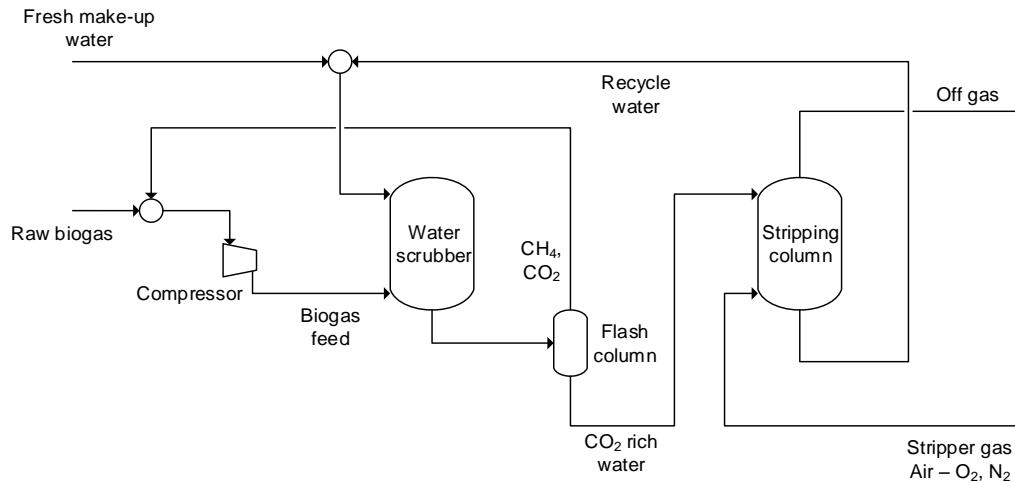 Fresh make-up
water
Recycle
water
Off gas
Raw biogas
Compressor
Biogas
feed
Water
scrubber
CH₄,
CO₂
Flash
column
CO₂ rich
water
Stripping
column
Stripper gas
Air – O₂, N₂